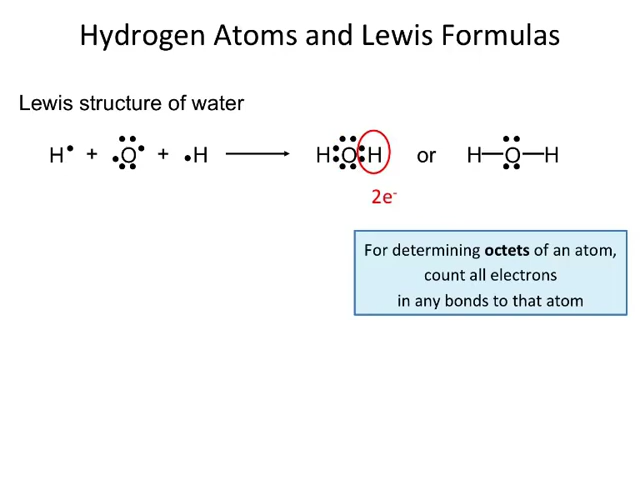 Hydrogen Atoms and Lewis Formulas
Lewis structure of water
H• + •O• + •H ⟶ H:O:H or H—O—H
2e⁻
For determining octets of an atom,
count all electrons
in any bonds to that atom